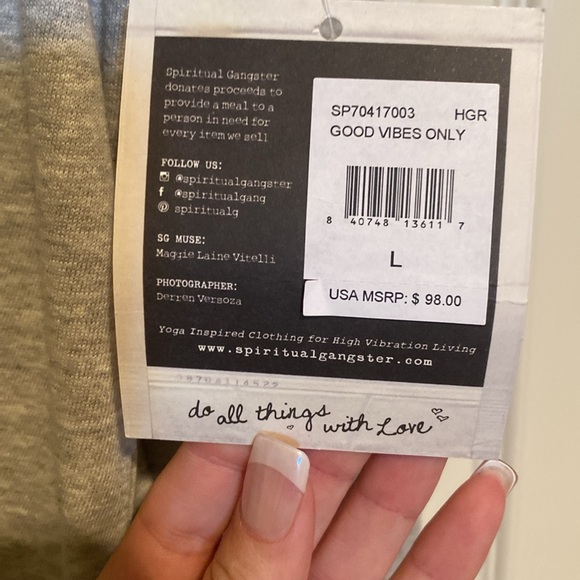 Spiritual Gangster
donates proceeds to
provide a meal to a
person in need for
every item we sell
FOLLOW US:
@spiritualgangster
f @spiritualgang
spiritualg
SG MUSE:
Maggie Laine Vitelli
PHOTOGRAPHER:
Derren Versoza
SP70417003 HGR
GOOD VIBES ONLY
8 40748 13611 7
L
USA MSRP: $ 98.00
Yoga Inspired Clothing for High Vibration Living
www.spiritualgangster.com
do all things with Love